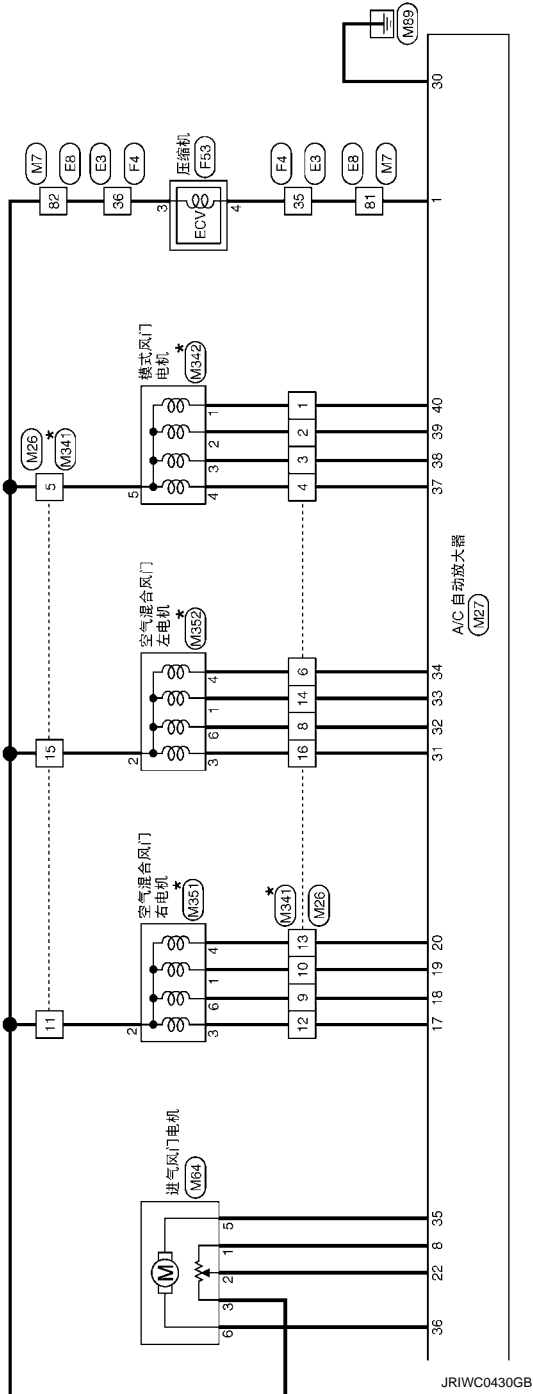 进气风门电机
M64
M
6
3
2
1
5
36
22
8
35
11
空气混合风门
右电机 *
M351
2
3
6
1
4
12
9
10
13
* M341
M26
17
18
19
20
15
空气混合风门
左电机 *
M352
2
3
6
1
4
16
8
14
6
31
32
33
34
M26
* M341
5
模式风门
电机 *
M342
5
4
3
2
1
4
3
2
1
37
38
39
40
M7
82
E8
E3
36
F4
压缩机
F53
3
ECV
4
F4
35
E3
E8
81
M7
1
M89
30
A/C 自动放大器
M27
JRIWC0430GB